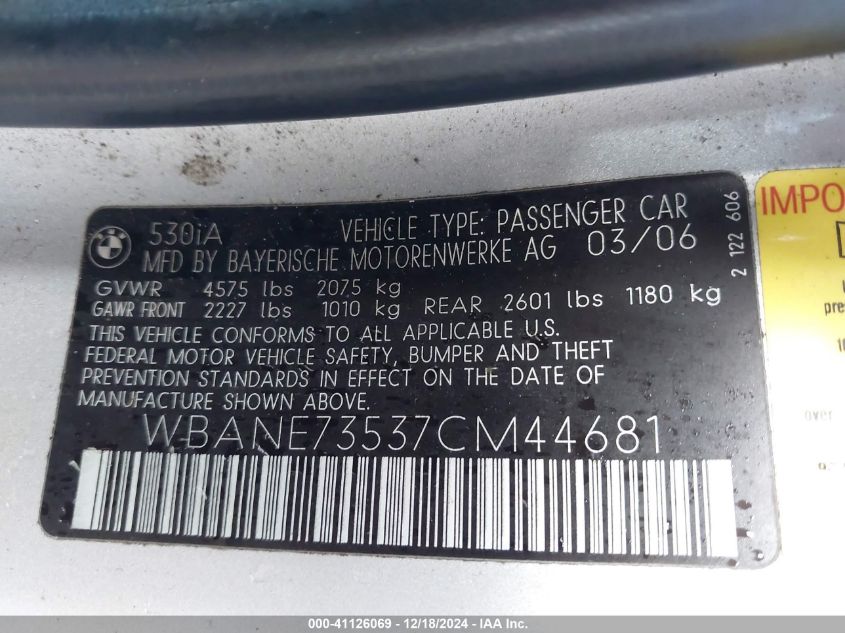 530iA VEHICLE TYPE: PASSENGER CAR
MFD BY BAYERISCHE MOTORENWERKE AG 03/06
GVWR 4575 lbs 2075 kg
GAWR FRONT 2227 lbs 1010 kg REAR 2601 lbs 1180 kg
THIS VEHICLE CONFORMS TO ALL APPLICABLE U.S.
FEDERAL MOTOR VEHICLE SAFETY, BUMPER AND THEFT
PREVENTION STANDARDS IN EFFECT ON THE DATE OF
MANUFACTURE SHOWN ABOVE.
WBANE73537CM44681
2 122 606
IMPO
over
000-41126069 - 12/18/2024 - IAA Inc.